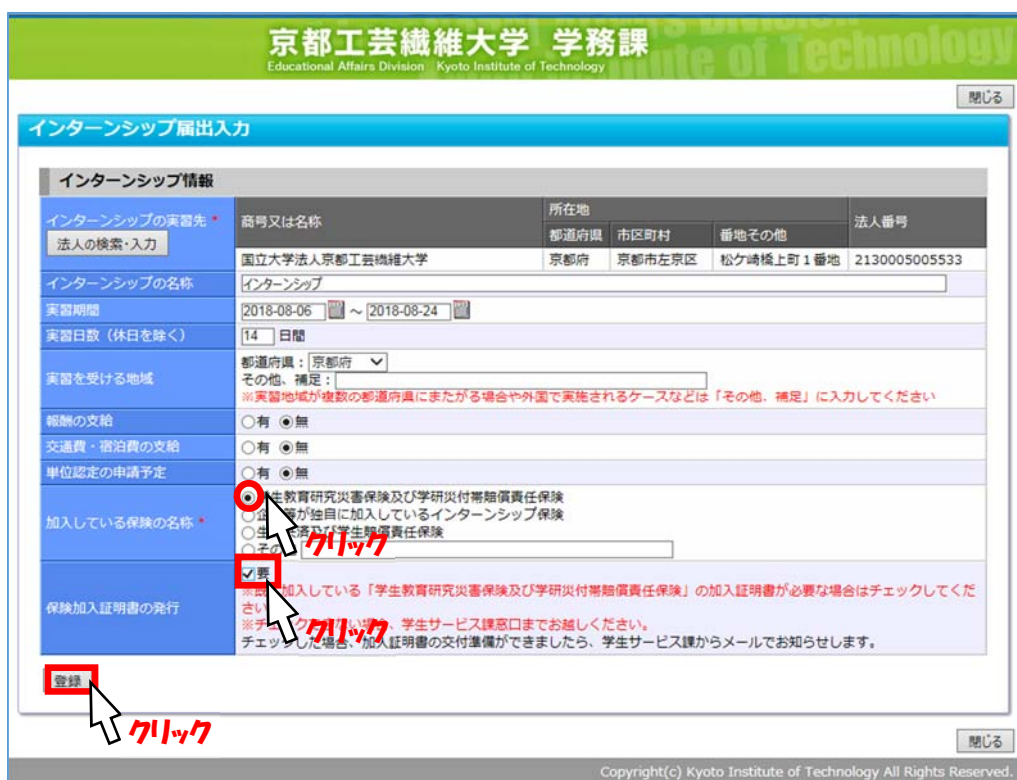 京都工芸繊維大学 学務課
Educational Affairs Division Kyoto Institute of Technology
閉じる
インターンシップ届出入力
インターンシップ情報
インターンシップの実習先 *
法人の検索・入力
商号又は名称
所在地
法人番号
都道府県 市区町村 番地その他
国立大学法人京都工芸繊維大学 京都府 京都市左京区 松ケ崎橋上町1番地 2130005005533
インターンシップの名称 インターンシップ
実習期間 2018-08-06 ～ 2018-08-24
実習日数（休日を除く） 14 日間
実習を受ける地域
都道府県：京都府
その他、補足：
※実習地域が複数の都道府県にまたがる場合や外国で実施されるケースなどは「その他、補足」に入力してください
報酬の支給 ○有 ◉無
交通費・宿泊費の支給 ○有 ◉無
単位認定の申請予定 ○有 ◉無
加入している保険の名称 *
生教育研究災害保険及び学研災付帯賠償責任保険
等が独自に加入しているインターンシップ保険
済及び学生賠償責任保険
その
クリック
保険加入証明書の発行
要
加入している「学生教育研究災害保険及び学研災付帯賠償責任保険」の加入証明書が必要な場合はチェックしてくだ
さい
ない場合、学生サービス課窓口までお越しください。
クリック
チェックした場合、加入証明書の交付準備ができましたら、学生サービス課からメールでお知らせします。
登録
クリック
閉じる
Copyright(c) Kyoto Institute of Technology All Rights Reserved.